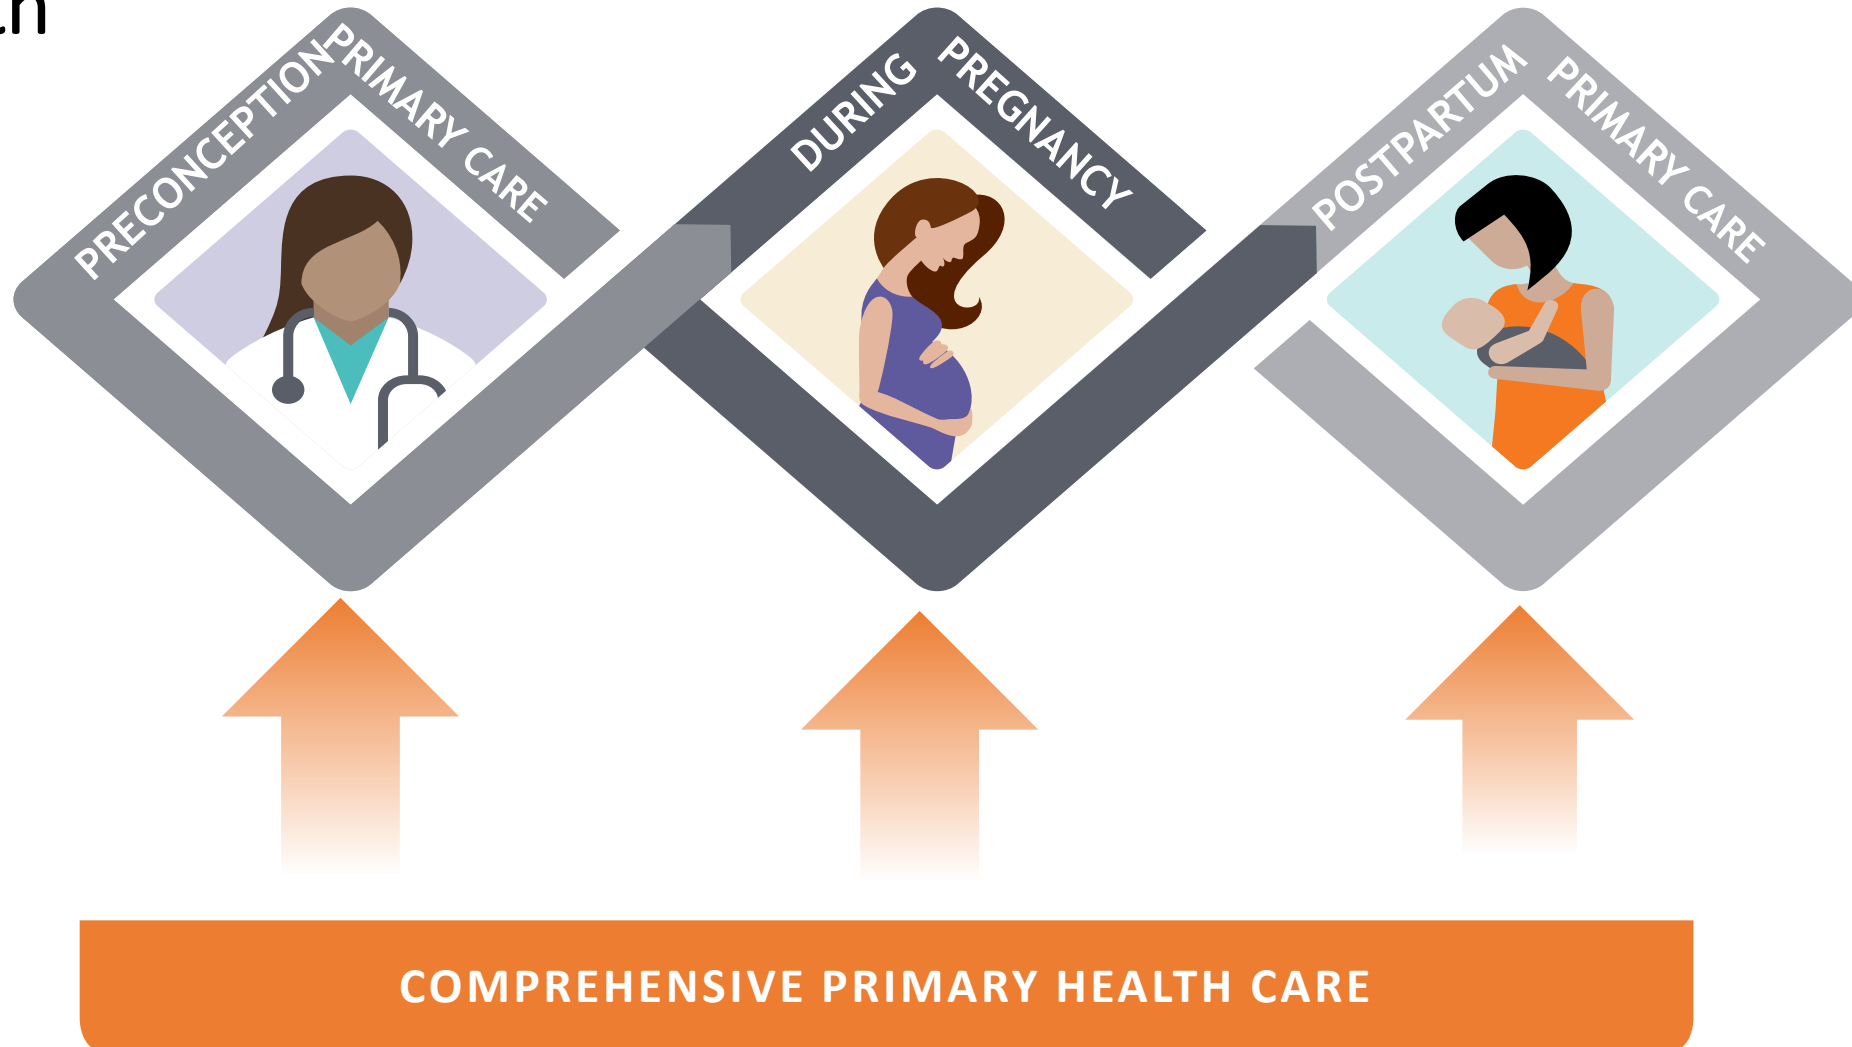 PRECONCEPTION PRIMARY CARE
DURING PREGNANCY
POSTPARTUM PRIMARY CARE
COMPREHENSIVE PRIMARY HEALTH CARE